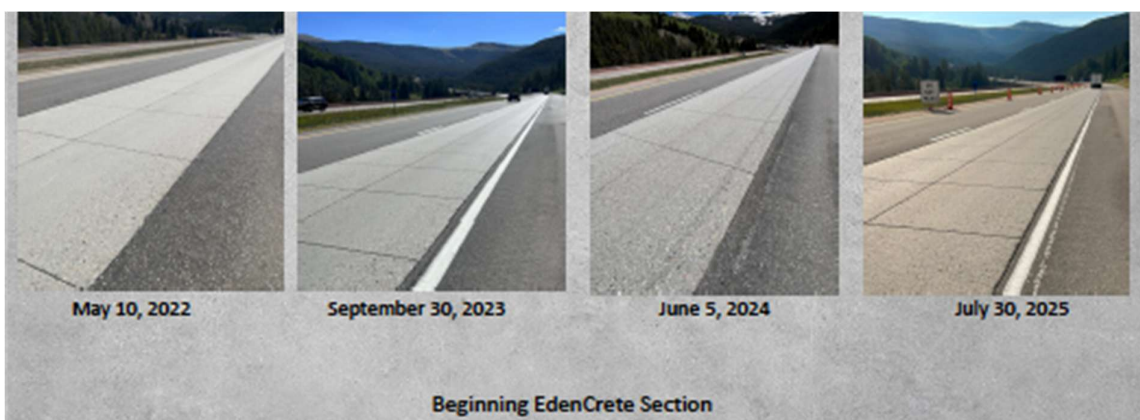 May 10, 2022
September 30, 2023
June 5, 2024
July 30, 2025
Beginning EdenCrete Section